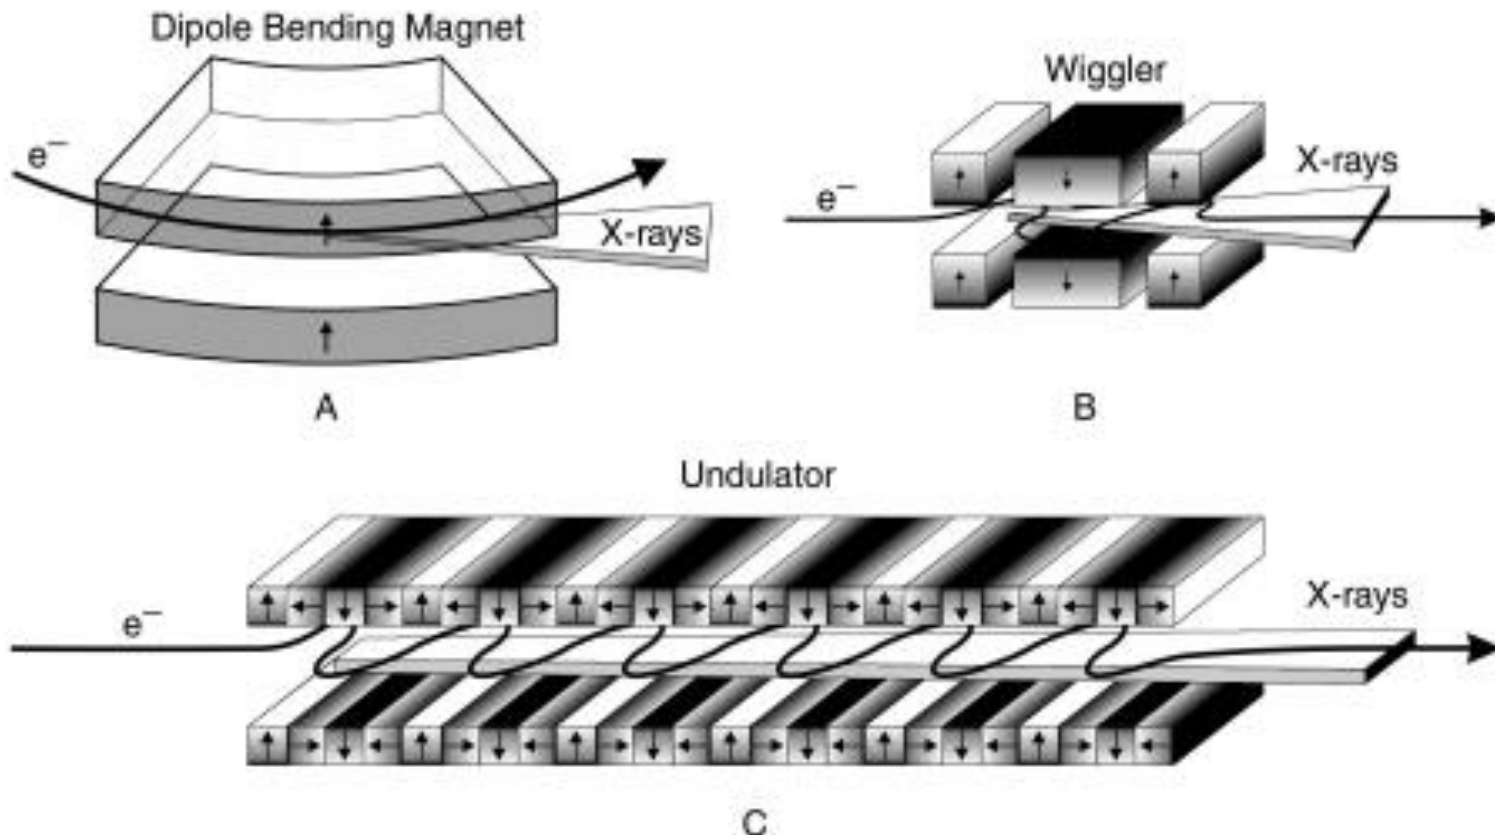 Dipole Bending Magnet
e⁻
X-rays
A
Wiggler
e⁻
X-rays
B
Undulator
e⁻
X-rays
C